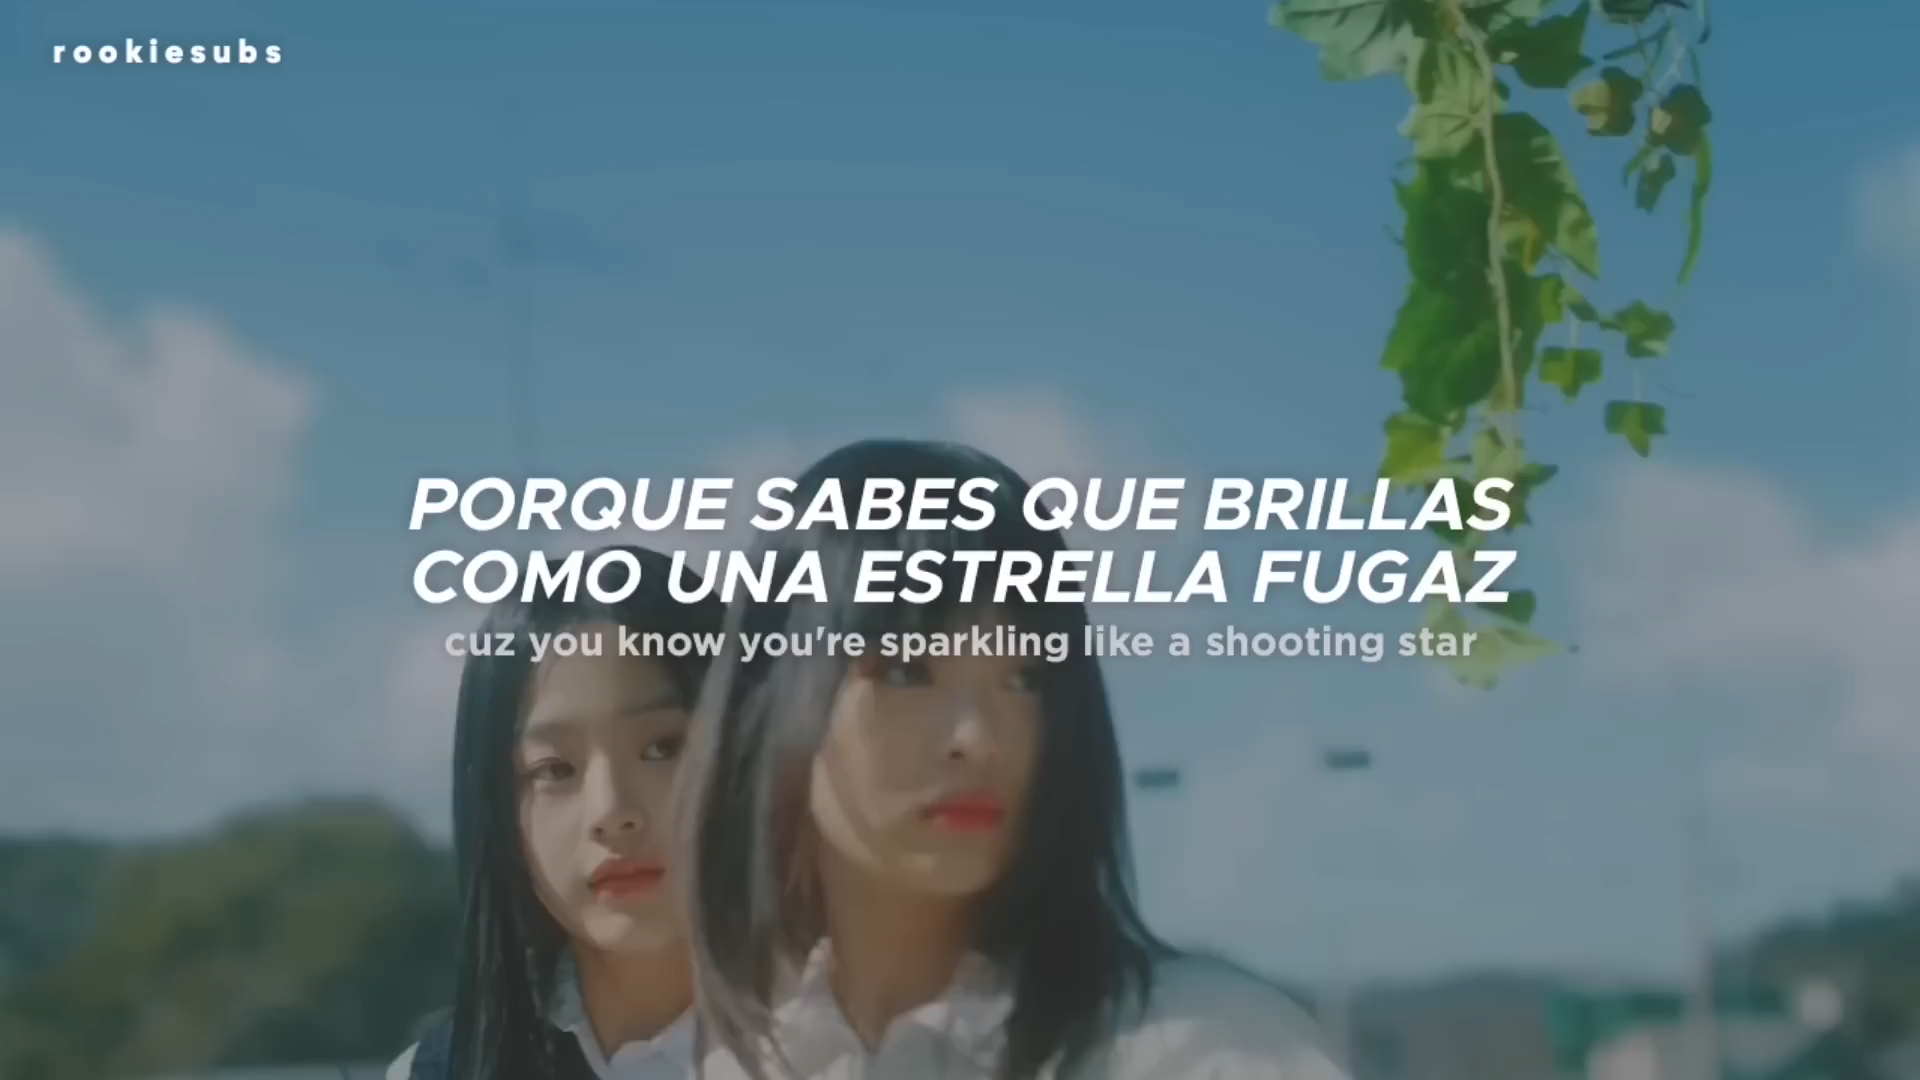 rookiesubs
PORQUE SABES QUE BRILLAS
COMO UNA ESTRELLA FUGAZ
cuz you know you're sparkling like a shooting star